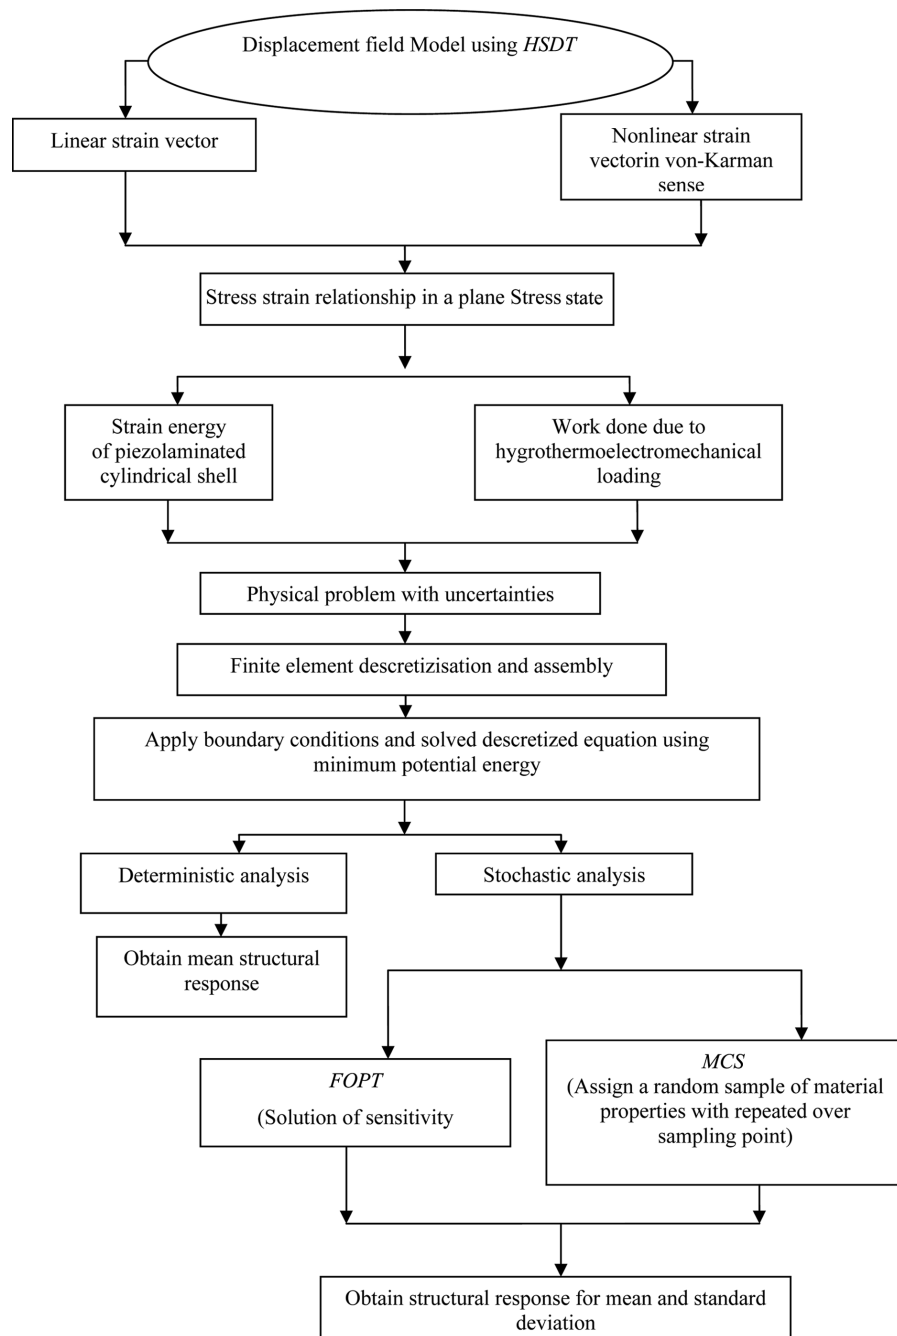 Displacement field Model using HSDT
Linear strain vector
Nonlinear strain
vectorin von-Karman
sense
Stress strain relationship in a plane Stress state
Strain energy
of piezolaminated
cylindrical shell
Work done due to
hygrothermoelectromechanical
loading
Physical problem with uncertainties
Finite element descretizisation and assembly
Apply boundary conditions and solved descretized equation using
minimum potential energy
Deterministic analysis
Stochastic analysis
Obtain mean structural
response
FOPT
(Solution of sensitivity
MCS
(Assign a random sample of material
properties with repeated over
sampling point)
Obtain structural response for mean and standard
deviation